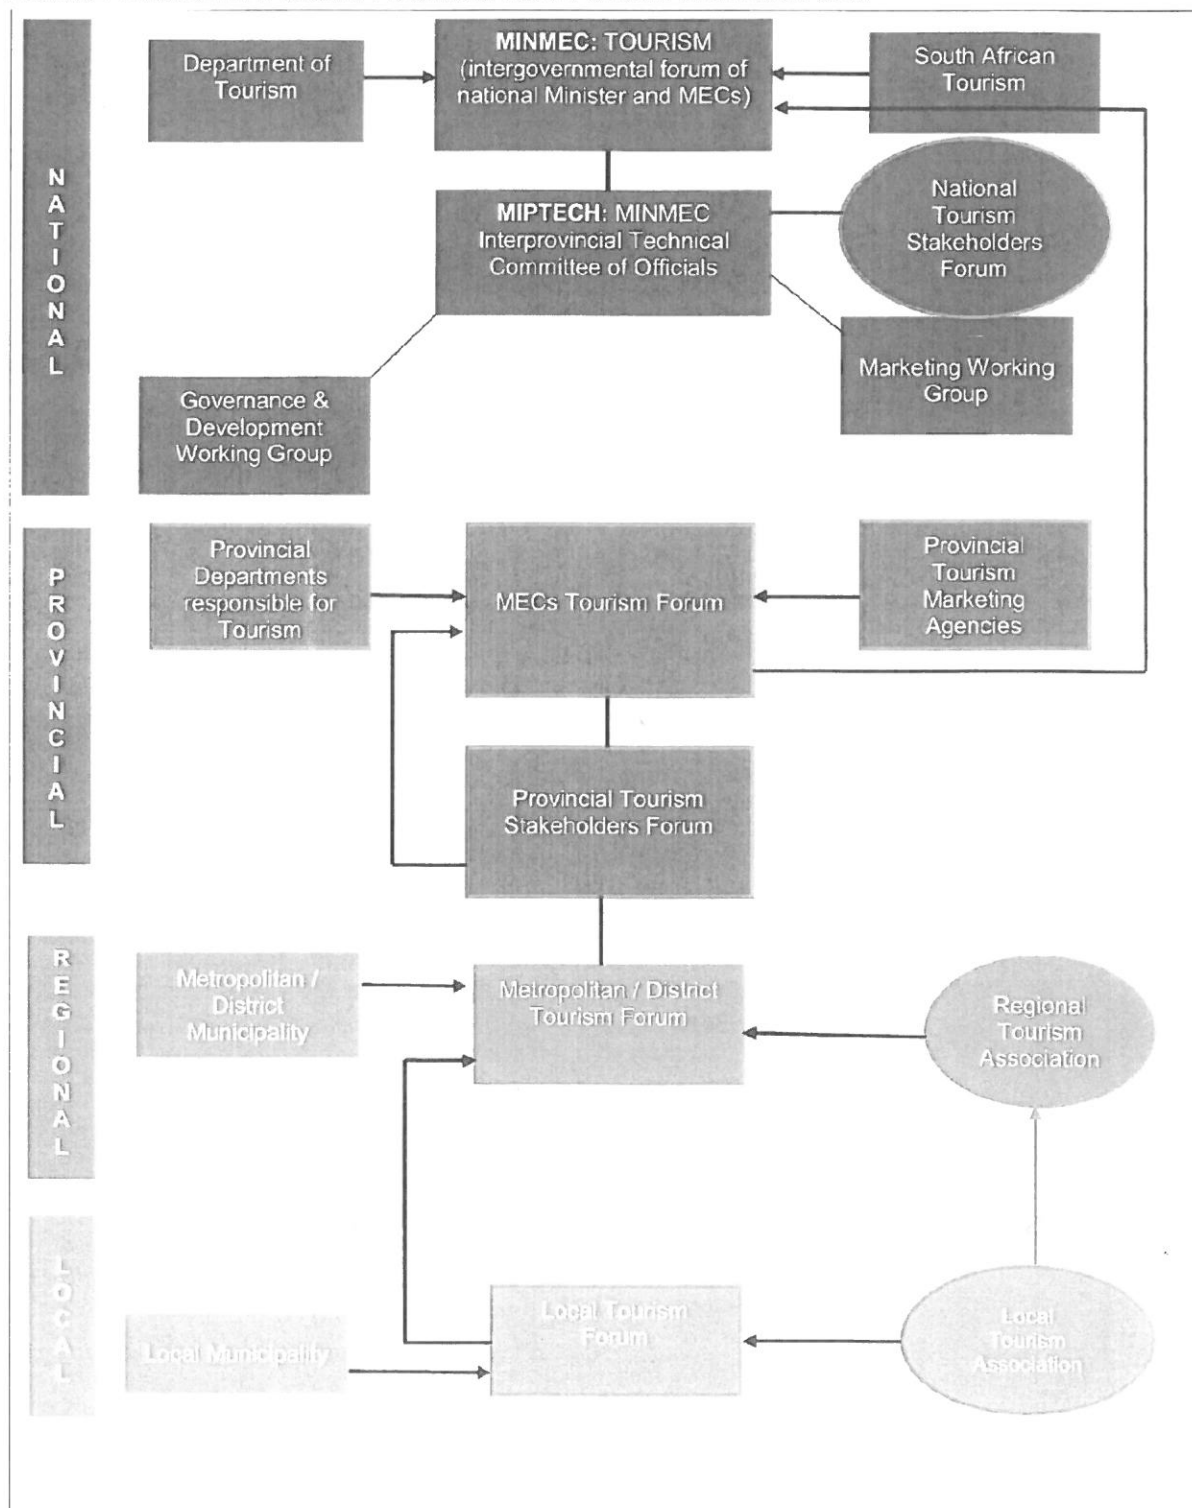 NATIONAL
Department of
Tourism
MINMEC: TOURISM
(intergovernmental forum of
national Minister and MECs)
South African
Tourism
MIPTECH: MINMEC
Interprovincial Technical
Committee of Officials
National
Tourism
Stakeholders
Forum
Marketing Working
Group
Governance &
Development
Working Group
PROVINCIAL
Provincial
Departments
responsible for
Tourism
MECs Tourism Forum
Provincial
Tourism
Marketing
Agencies
Provincial Tourism
Stakeholders Forum
REGIONAL
Metropolitan /
District
Municipality
Metropolitan / District
Tourism Forum
Regional
Tourism
Association
LOCAL
Local Municipality
Local Tourism
Forum
Local
Tourism
Association